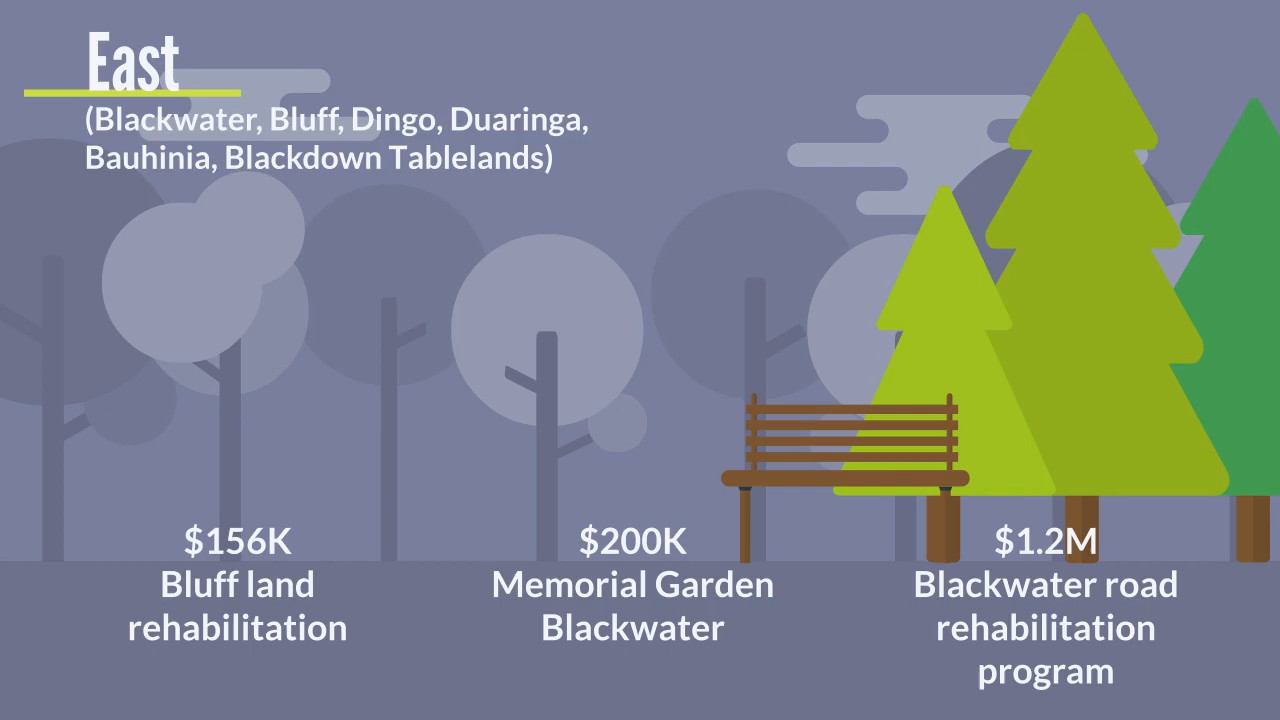 East
(Blackwater, Bluff, Dingo, Duaringa,
Bauhinia, Blackdown Tablelands)
$156K
Bluff land
rehabilitation
$200K
Memorial Garden
Blackwater
$1.2M
Blackwater road
rehabilitation
program